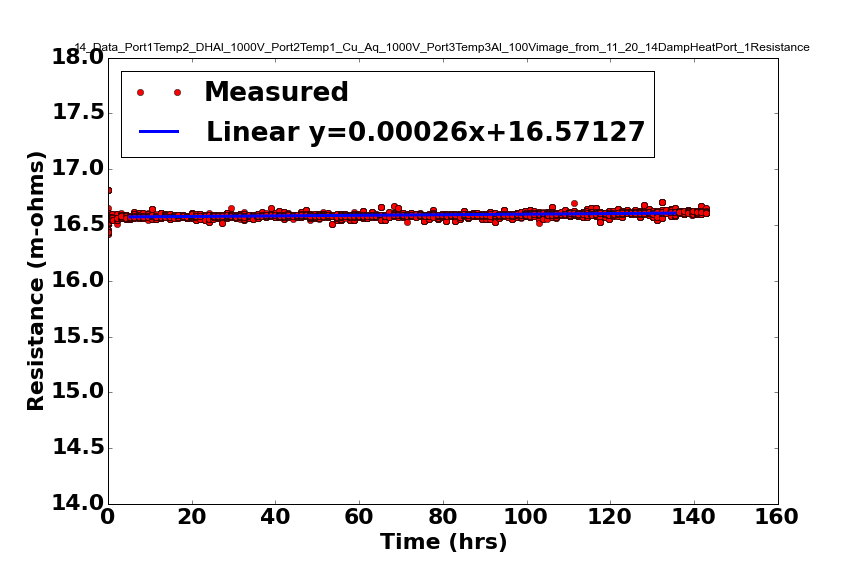 14_Data_Port1Temp2_DHAl_1000V_Port2Temp1_Cu_Aq_1000V_Port3Temp3Al_100Vimage_from_11_20_14DampHeatPort_1Resistance
18.0
17.5
17.0
16.5
16.0
15.5
15.0
14.5
14.0
Resistance (m-ohms)
Measured
Linear y=0.00026x+16.57127
0 20 40 60 80 100 120 140 160
Time (hrs)